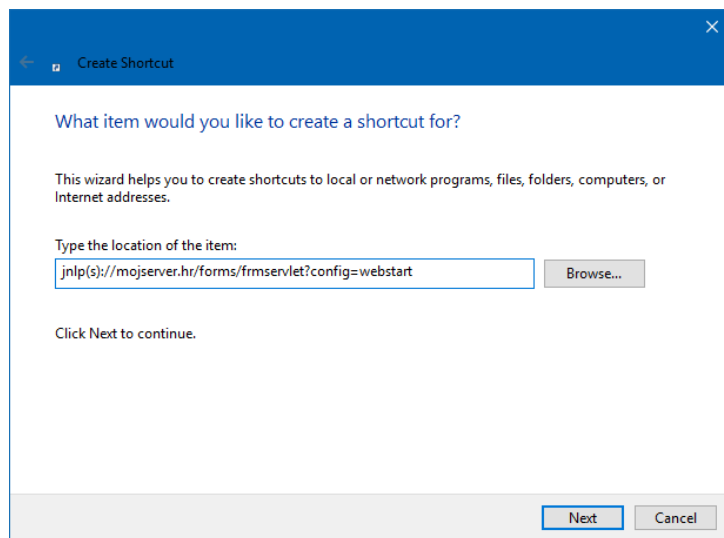 Create Shortcut
What item would you like to create a shortcut for?
This wizard helps you to create shortcuts to local or network programs, files, folders, computers, or
Internet addresses.
Type the location of the item:
jnlp(s)://mojserver.hr/forms/frmservlet?config=webstart
Browse...
Click Next to continue.
Next
Cancel